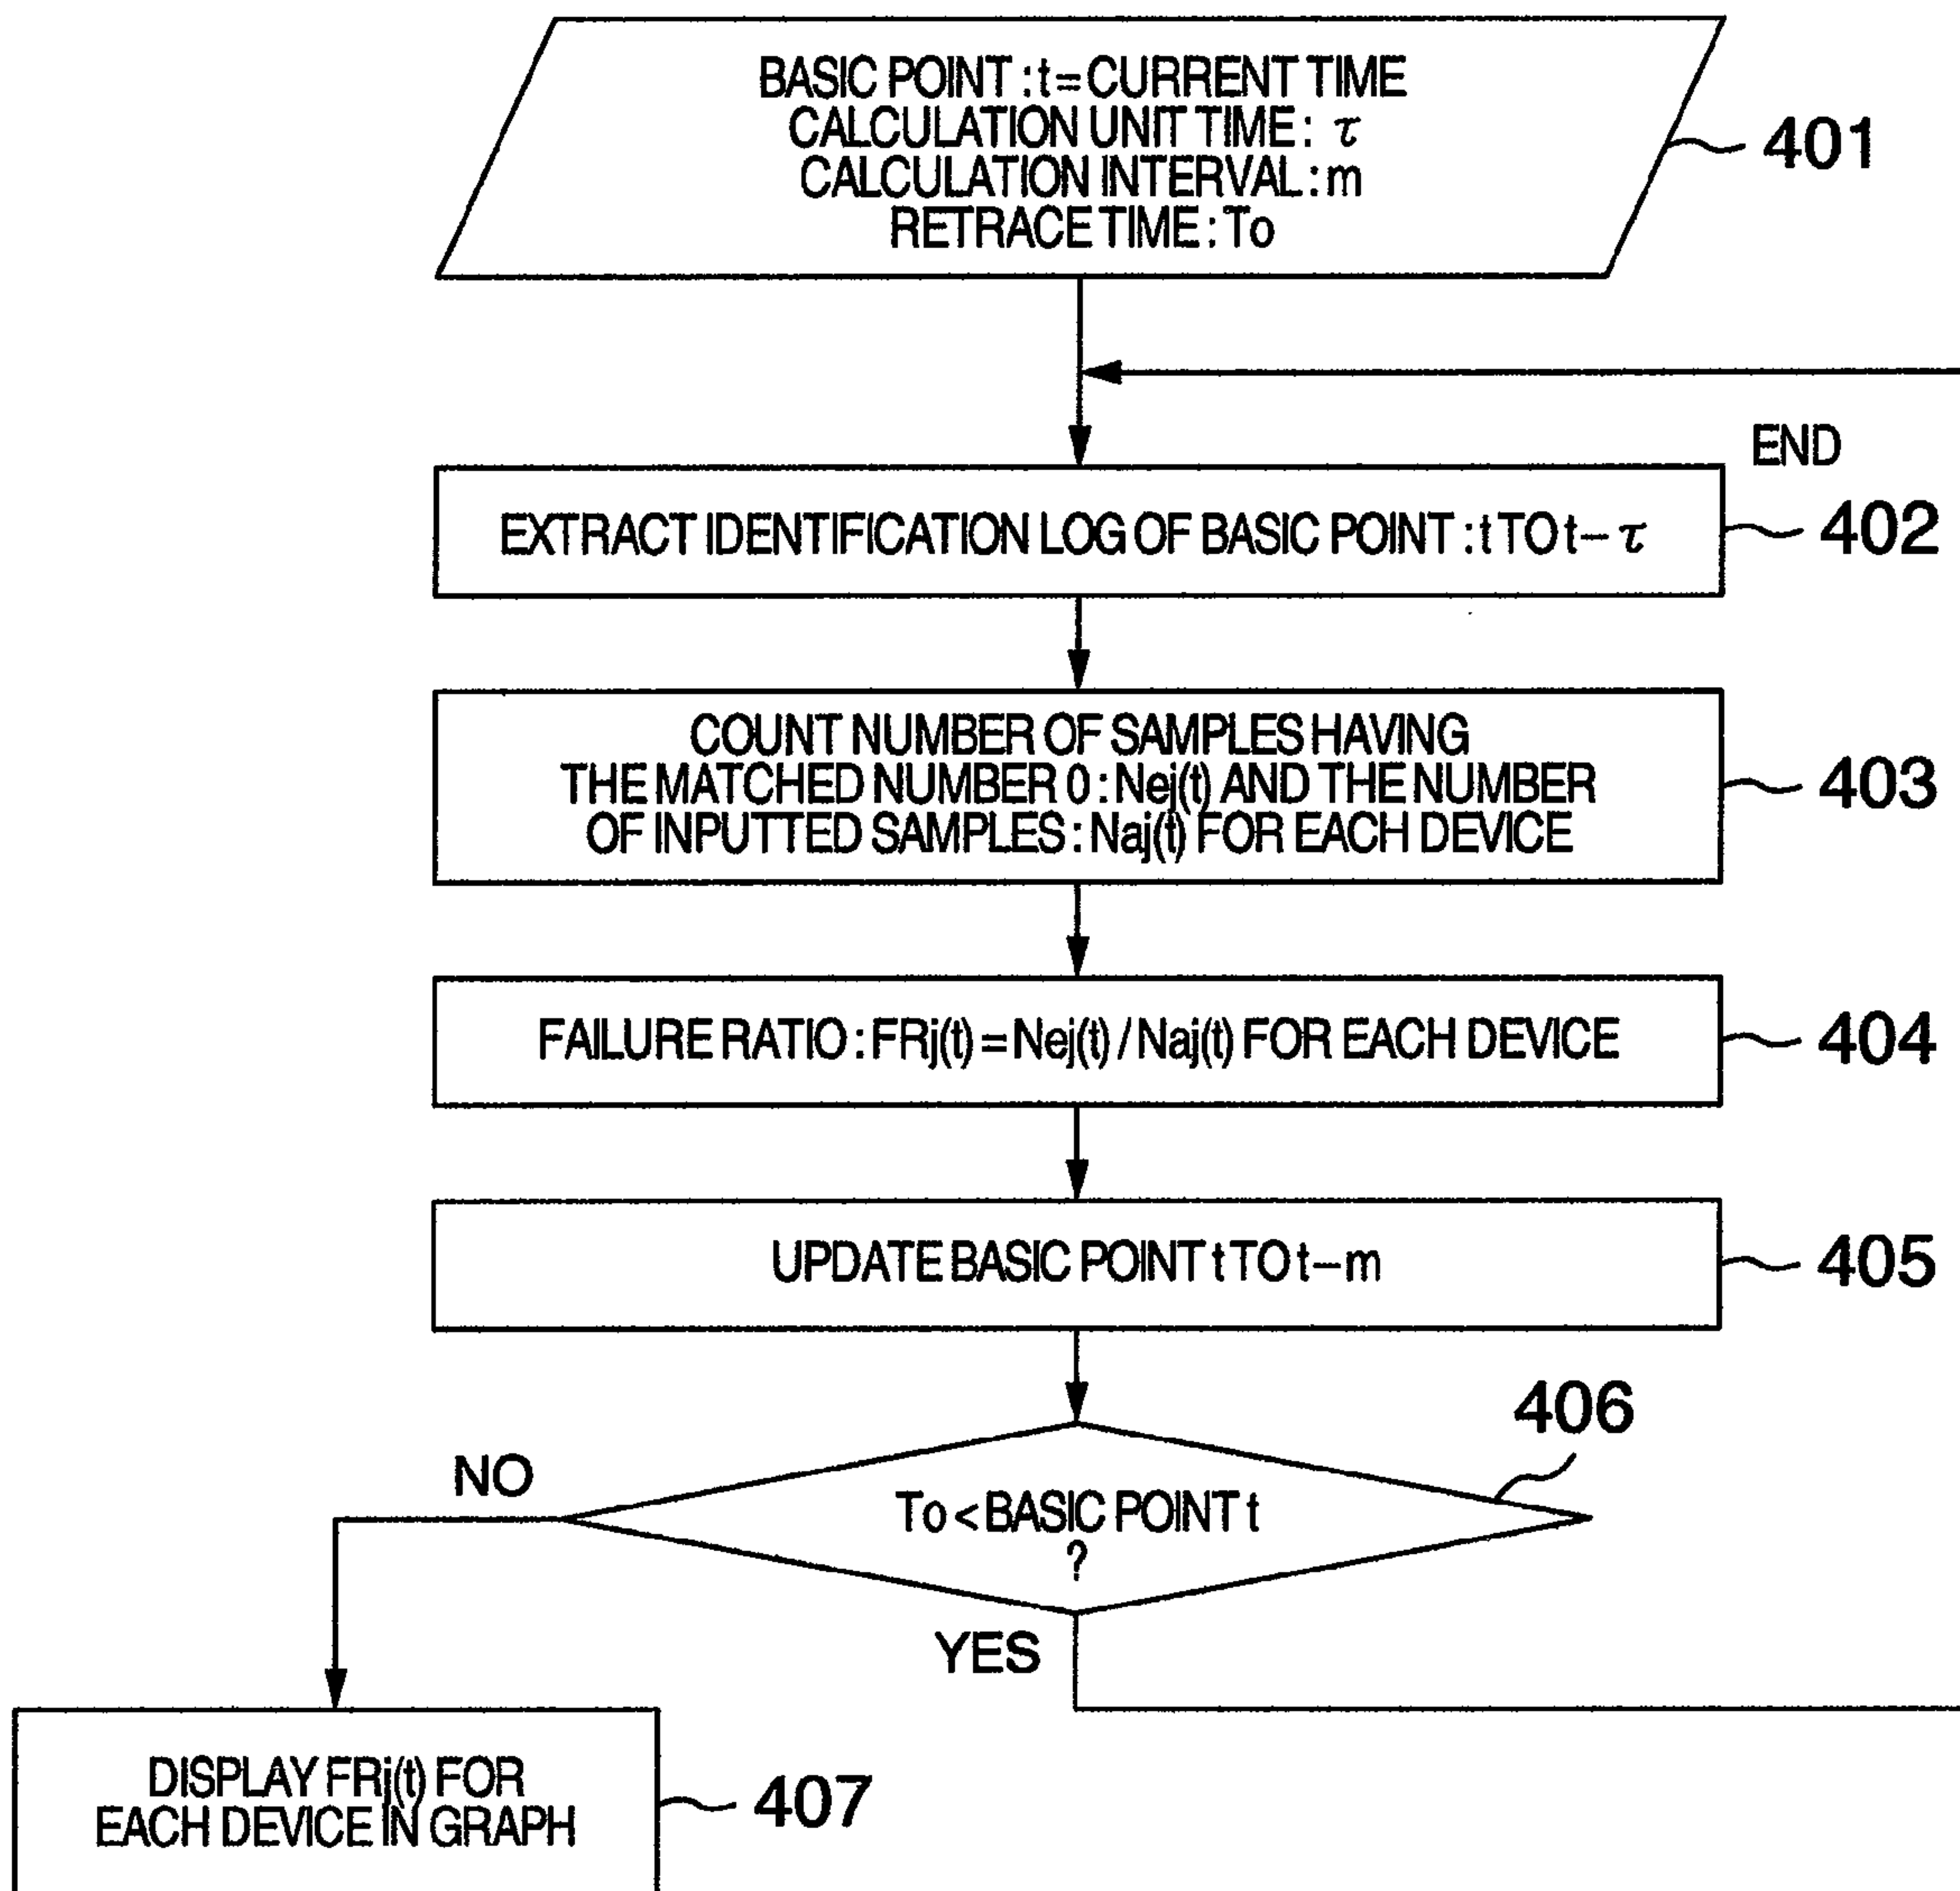 BASIC POINT : t = CURRENT TIME
CALCULATION UNIT TIME : τ
CALCULATION INTERVAL : m
RETRACE TIME : To
401
END
EXTRACT IDENTIFICATION LOG OF BASIC POINT : t TO t – τ
402
COUNT NUMBER OF SAMPLES HAVING
THE MATCHED NUMBER 0 : Nej(t) AND THE NUMBER
OF INPUTTED SAMPLES : Naj(t) FOR EACH DEVICE
403
FAILURE RATIO : FRj(t) = Nej(t) / Naj(t) FOR EACH DEVICE
404
UPDATE BASIC POINT t TO t – m
405
406
NO
To < BASIC POINT t
?
YES
DISPLAY FRj(t) FOR
EACH DEVICE IN GRAPH
407